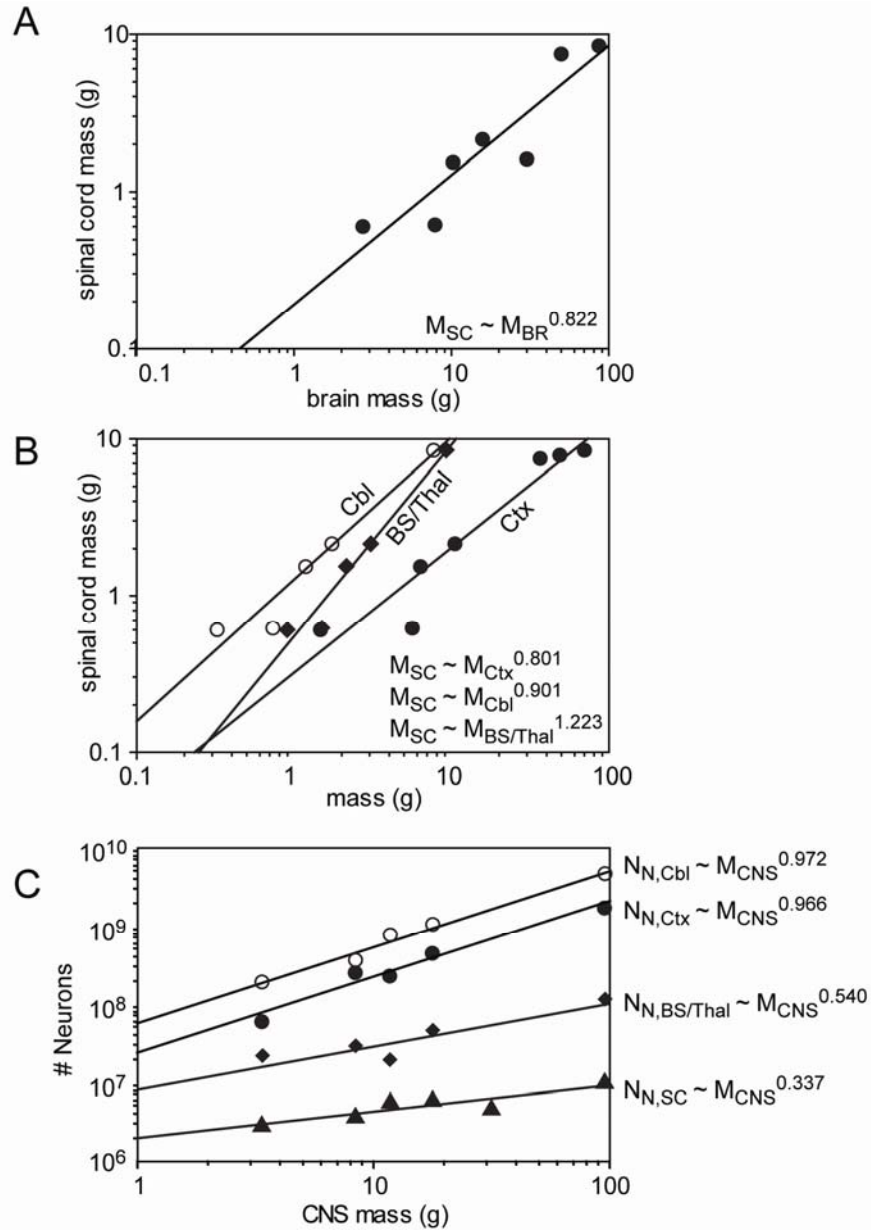 A
10
1
0.1
spinal cord mass (g)
M_SC ~ M_BR^0.822
0.1 1 10 100
brain mass (g)
B
10
1
0.1
spinal cord mass (g)
Cbl
BS/Thal
Ctx
M_SC ~ M_Ctx^0.801
M_SC ~ M_Cbl^0.901
M_SC ~ M_BS/Thal^1.223
0.1 1 10 100
mass (g)
C
10^10
10^9
10^8
10^7
10^6
# Neurons
N_N,Cbl ~ M_CNS^0.972
N_N,Ctx ~ M_CNS^0.966
N_N,BS/Thal ~ M_CNS^0.540
N_N,SC ~ M_CNS^0.337
1 10 100
CNS mass (g)